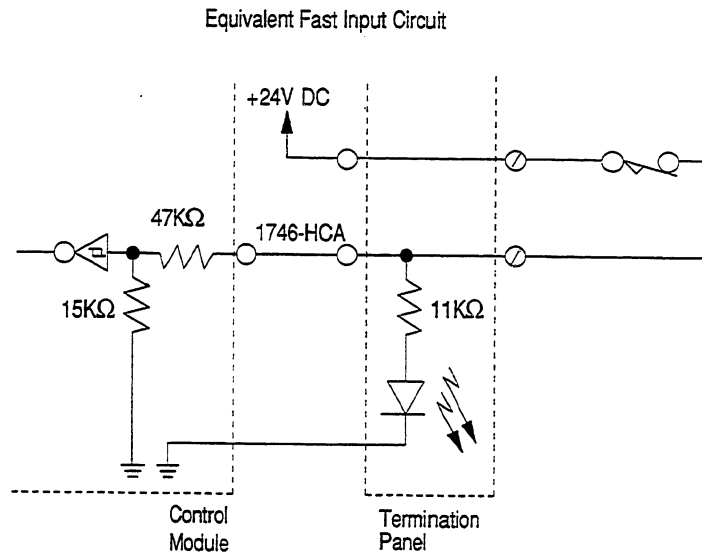 Equivalent Fast Input Circuit
+24V DC
47KΩ
1746-HCA
15KΩ
11KΩ
Control
Module
Termination
Panel